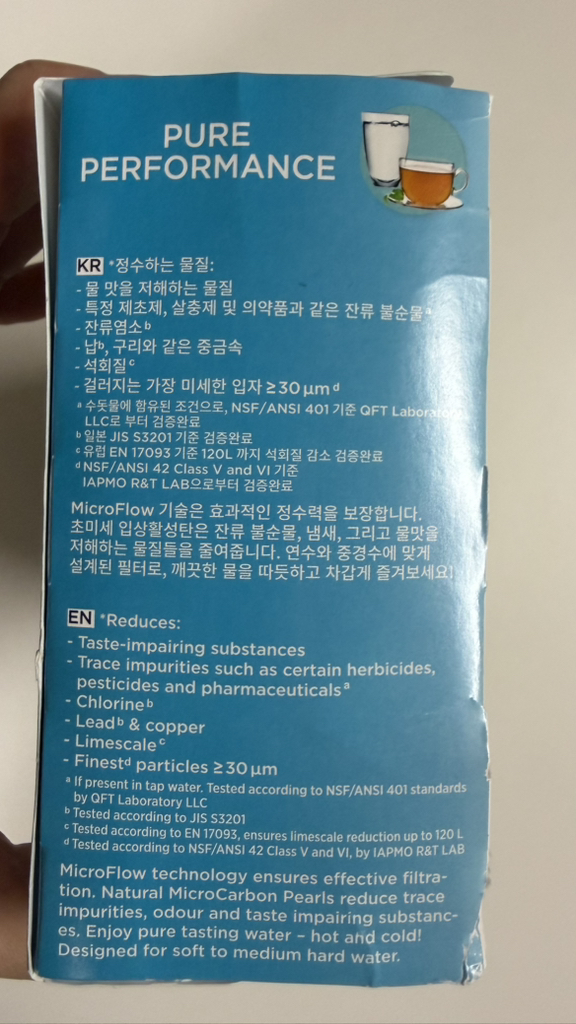 PURE
PERFORMANCE
KR *정수하는 물질:
- 물 맛을 저해하는 물질
- 특정 제초제, 살충제 및 의약품과 같은 잔류 불순물ᵃ
- 잔류염소ᵇ
- 납ᵇ, 구리와 같은 중금속
- 석회질ᶜ
- 걸러지는 가장 미세한 입자 ≥30 μm ᵈ
ᵃ 수돗물에 함유된 조건으로, NSF/ANSI 401 기준 QFT Laboratory
LLC로 부터 검증완료
ᵇ 일본 JIS S3201 기준 검증완료
ᶜ 유럽 EN 17093 기준 120L 까지 석회질 감소 검증완료
ᵈ NSF/ANSI 42 Class V and VI 기준
IAPMO R&T LAB으로부터 검증완료
MicroFlow 기술은 효과적인 정수력을 보장합니다.
초미세 입상활성탄은 잔류 불순물, 냄새, 그리고 물맛을
저해하는 물질들을 줄여줍니다. 연수와 중경수에 맞게
설계된 필터로, 깨끗한 물을 따듯하고 차갑게 즐겨보세요!
EN *Reduces:
- Taste-impairing substances
- Trace impurities such as certain herbicides,
pesticides and pharmaceuticalsᵃ
- Chlorineᵇ
- Leadᵇ & copper
- Limescaleᶜ
- Finestᵈ particles ≥30 μm
ᵃ If present in tap water. Tested according to NSF/ANSI 401 standards
by QFT Laboratory LLC
ᵇ Tested according to JIS S3201
ᶜ Tested according to EN 17093, ensures limescale reduction up to 120 L
ᵈ Tested according to NSF/ANSI 42 Class V and VI, by IAPMO R&T LAB
MicroFlow technology ensures effective filtra-
tion. Natural MicroCarbon Pearls reduce trace
impurities, odour and taste impairing substanc-
es. Enjoy pure tasting water – hot and cold!
Designed for soft to medium hard water.